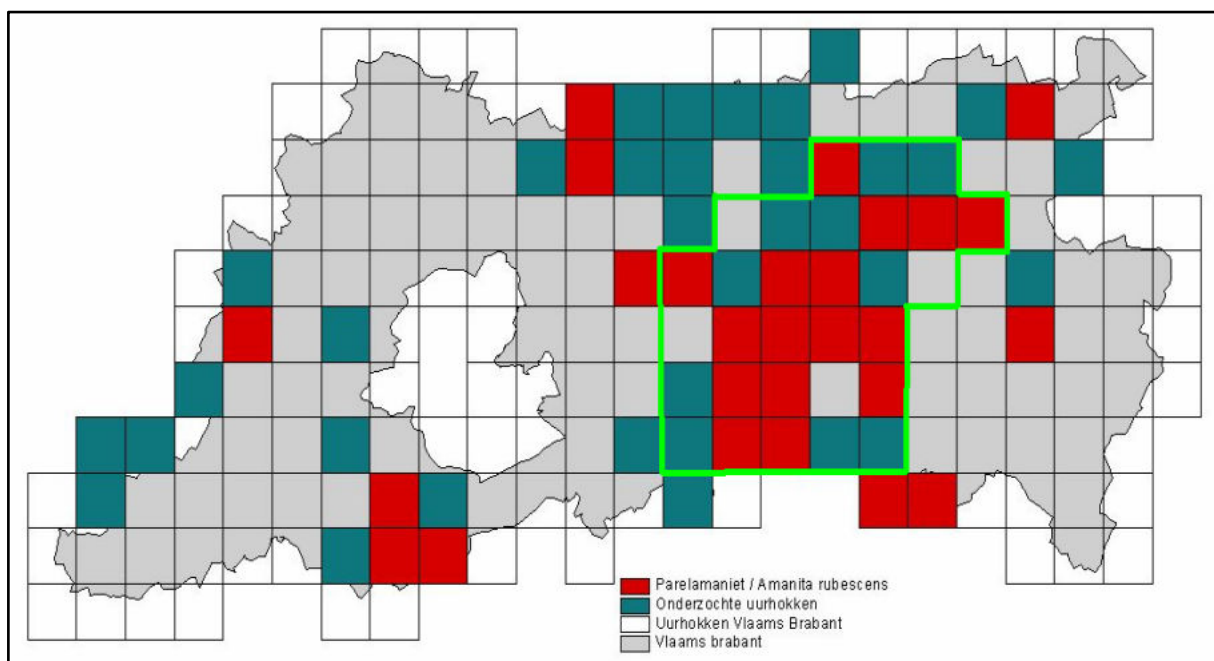 Parelamaniet / Amanita rubescens
Onderzochte uurhokken
Uurhokken Vlaams Brabant
Vlaams brabant